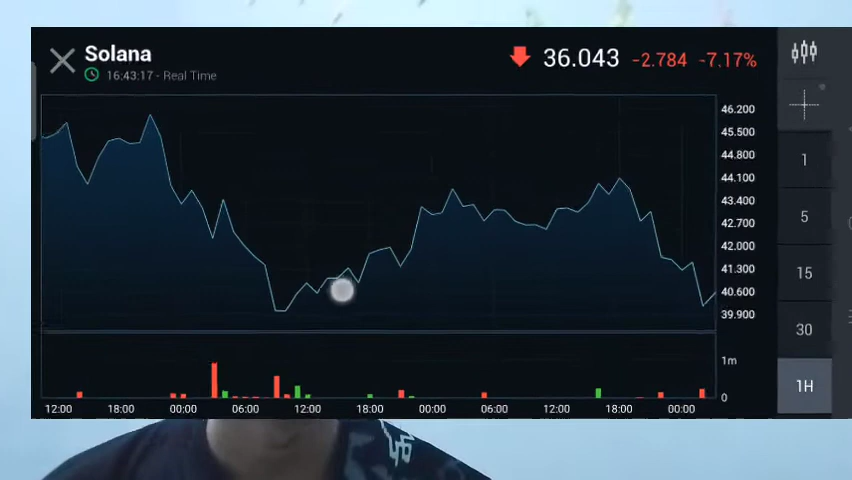 Solana
16:43:17 - Real Time
36.043 -2.784 -7.17%
46.200
45.500
44.800
44.100
43.400
42.700
42.000
41.300
40.600
39.900
1m
0
12:00 18:00 00:00 06:00 12:00 18:00 00:00 06:00 12:00 18:00 00:00
1
5
15
30
1H